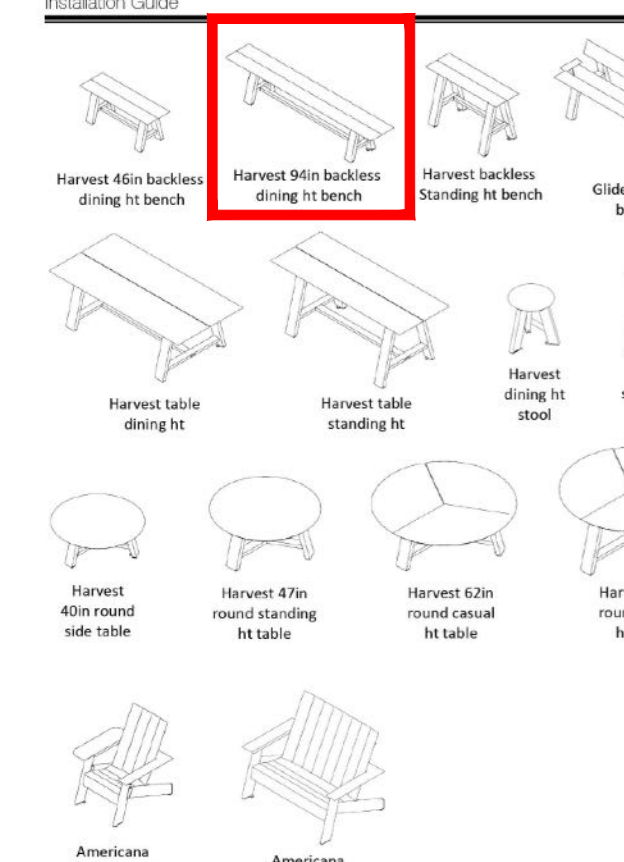 Installation Guide
Harvest 46in backless
dining ht bench
Harvest 94in backless
dining ht bench
Harvest backless
Standing ht bench
Harvest table
dining ht
Harvest table
standing ht
Harvest
dining ht
stool
Harvest
40in round
side table
Harvest 47in
round standing
ht table
Harvest 62in
round casual
ht table
Americana
Americana